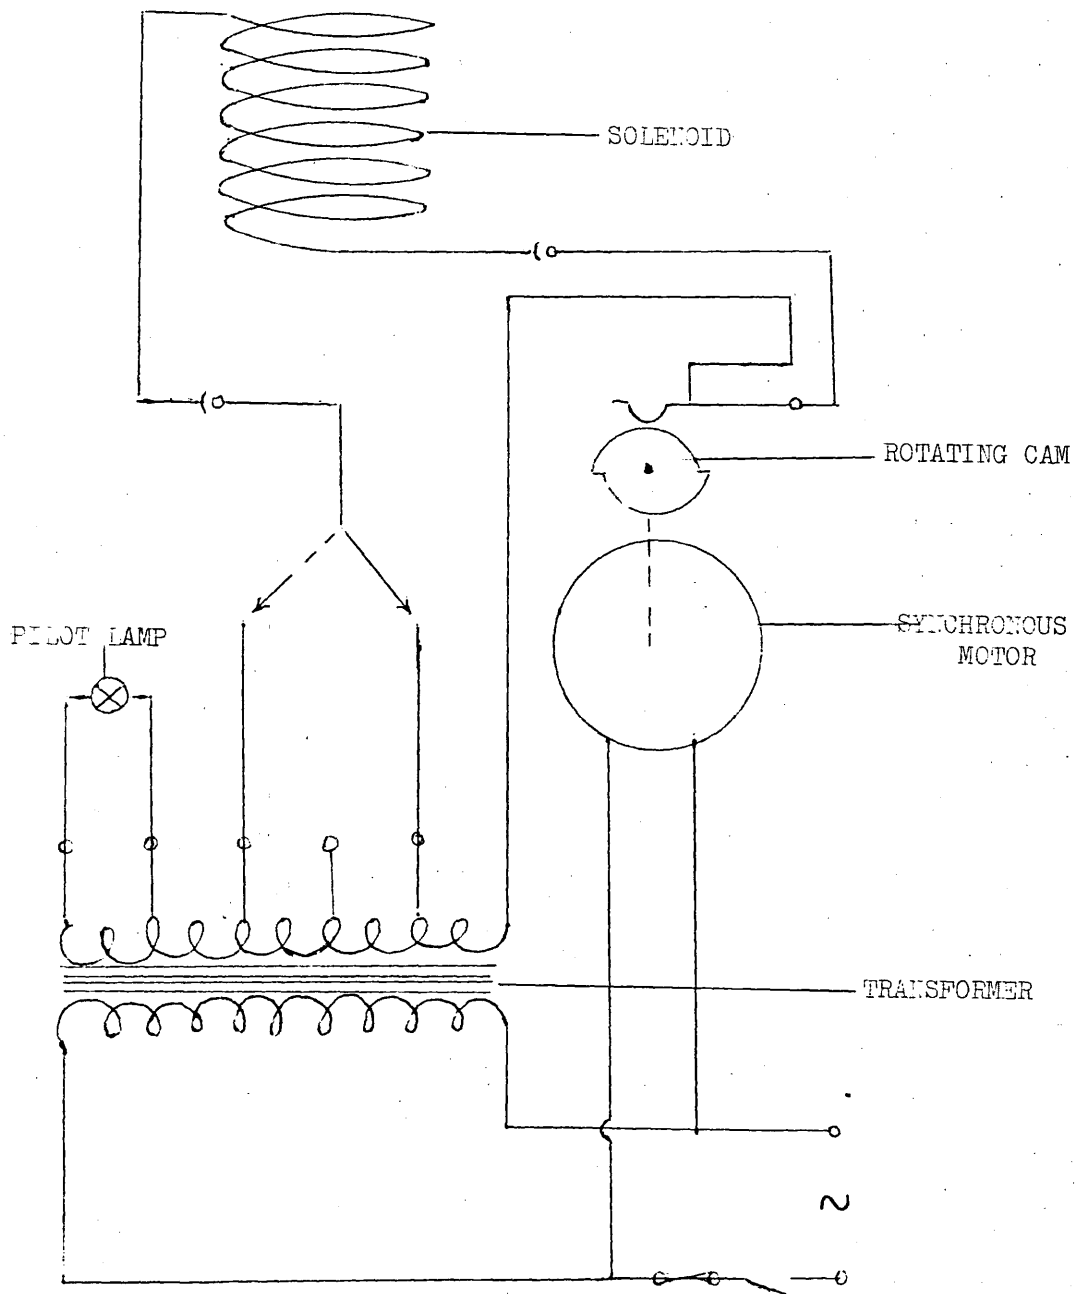 SOLENOID
ROTATING CAM
PILOT LAMP
SYNCHRONOUS
MOTOR
TRANSFORMER
~